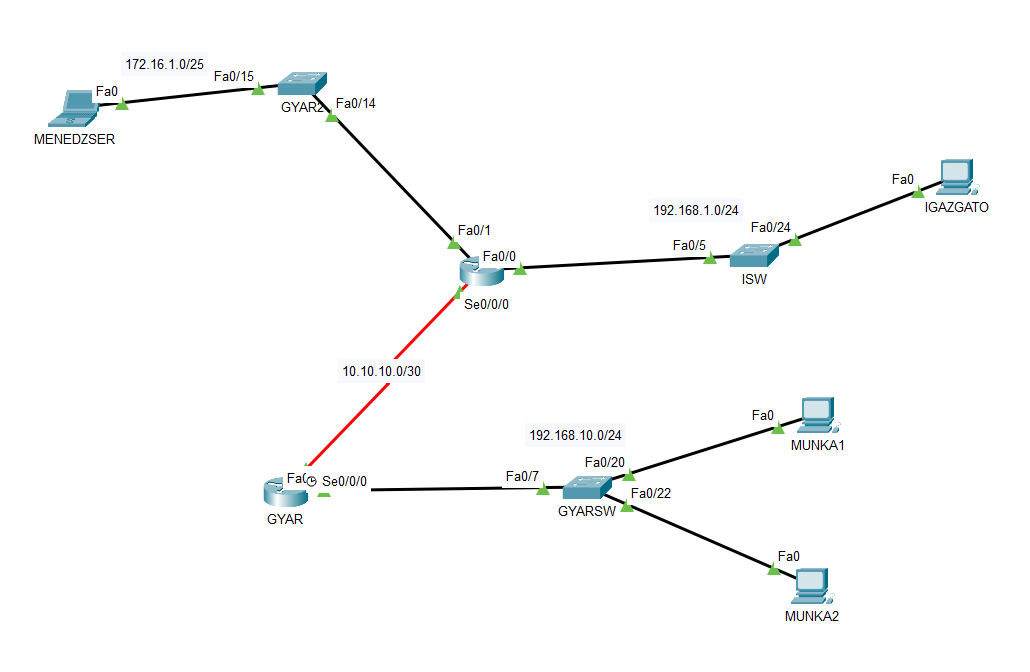 172.16.1.0/25
Fa0/15
Fa0
GYAR2
Fa0/14
MENEDZSER
Fa0
IGAZGATO
192.168.1.0/24
Fa0/24
Fa0/1
Fa0/5
Fa0/0
ISW
Se0/0/0
10.10.10.0/30
Fa0
MUNKA1
192.168.10.0/24
Fa0/20
Fa0/7
Fa0
Se0/0/0
Fa0/22
GYARSW
GYAR
Fa0
MUNKA2